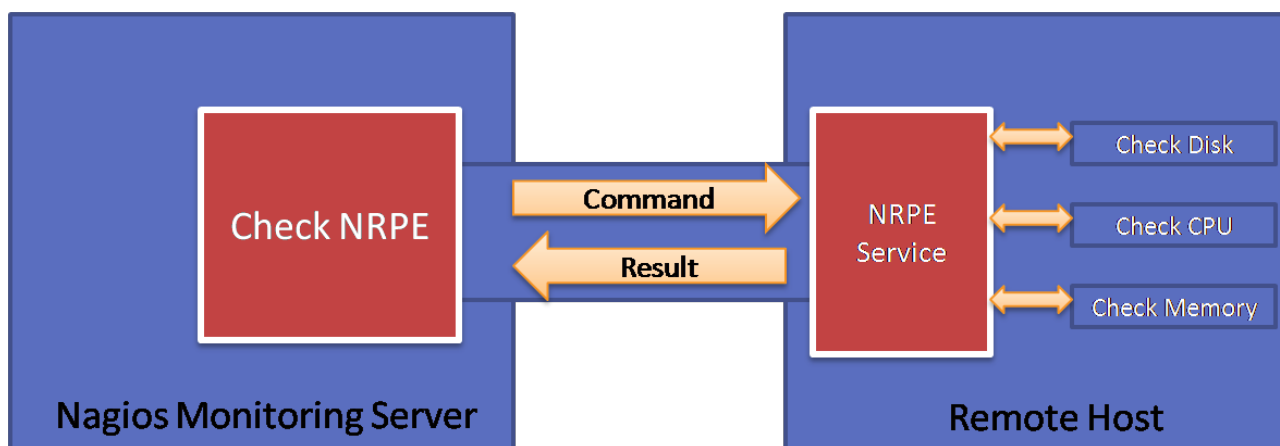 Check NRPE
Nagios Monitoring Server
Command
Result
NRPE
Service
Check Disk
Check CPU
Check Memory
Remote Host